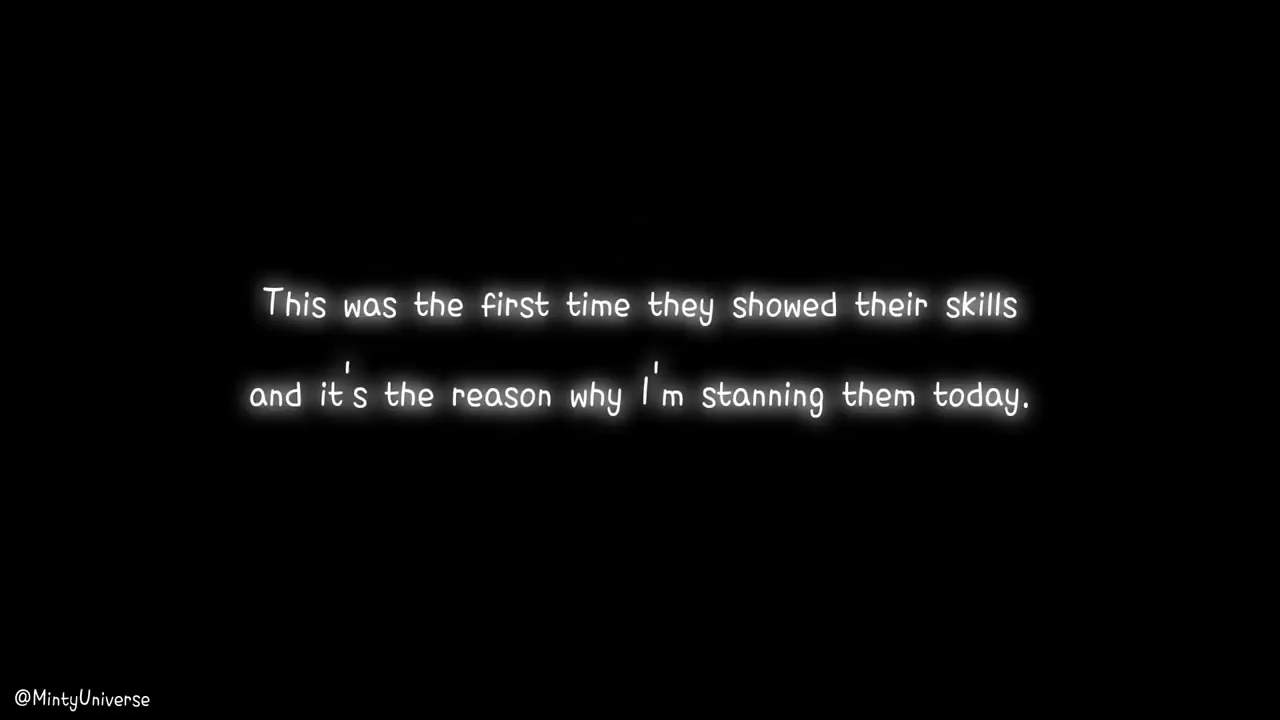 This was the first time they showed their skills
and it's the reason why I'm stanning them today.
@MintyUniverse